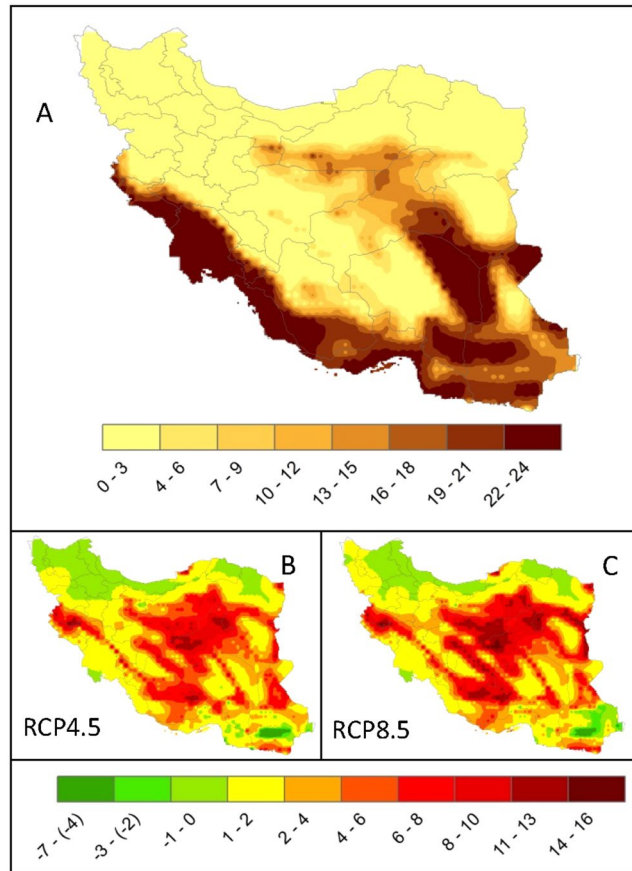 A
0 - 3
4 - 6
7 - 9
10 - 12
13 - 15
16 - 18
19 - 21
22 - 24
B
C
RCP4.5
RCP8.5
-7 - (-4)
-3 - (-2)
-1 - 0
1 - 2
2 - 4
4 - 6
6 - 8
8 - 10
11 - 13
14 - 16